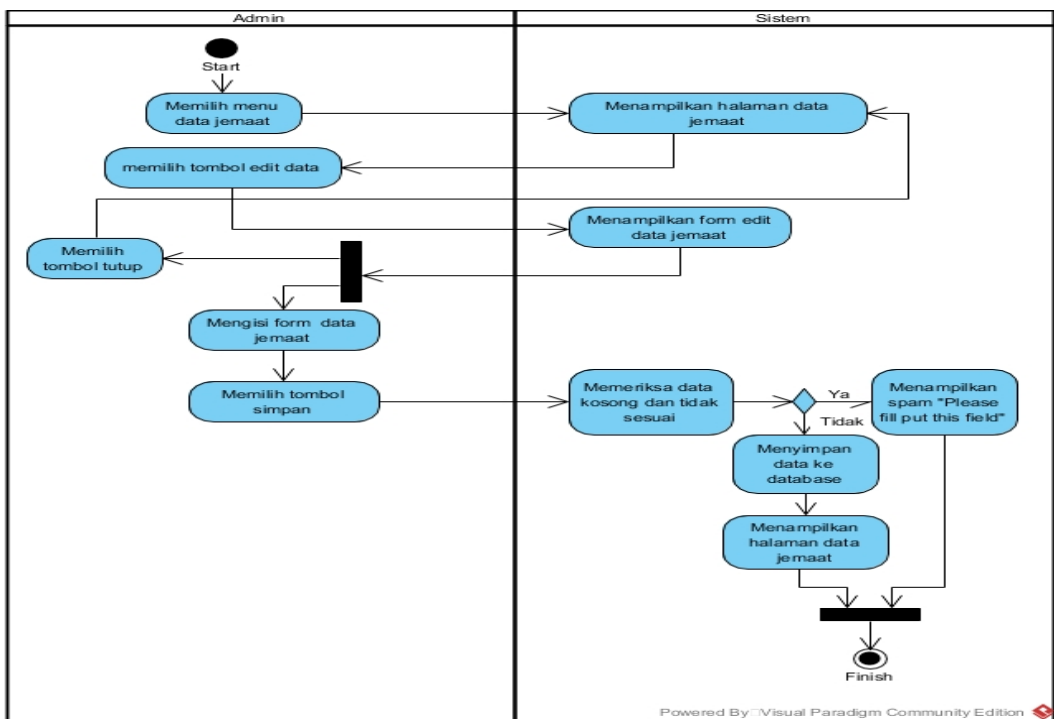 Admin
Sistem
Start
Memilih menu
data jemaat
Menampilkan halaman data
jemaat
memilih tombol edit data
Menampilkan form edit
data jemaat
Memilih
tombol tutup
Mengisi form data
jemaat
Memilih tombol
simpan
Memeriksa data
kosong dan tidak
sesuai
Ya
Tidak
Menampilkan
spam "Please
fill put this field"
Menyimpan
data ke
database
Menampilkan
halaman data
jemaat
Finish
Powered By□Visual Paradigm Community Edition